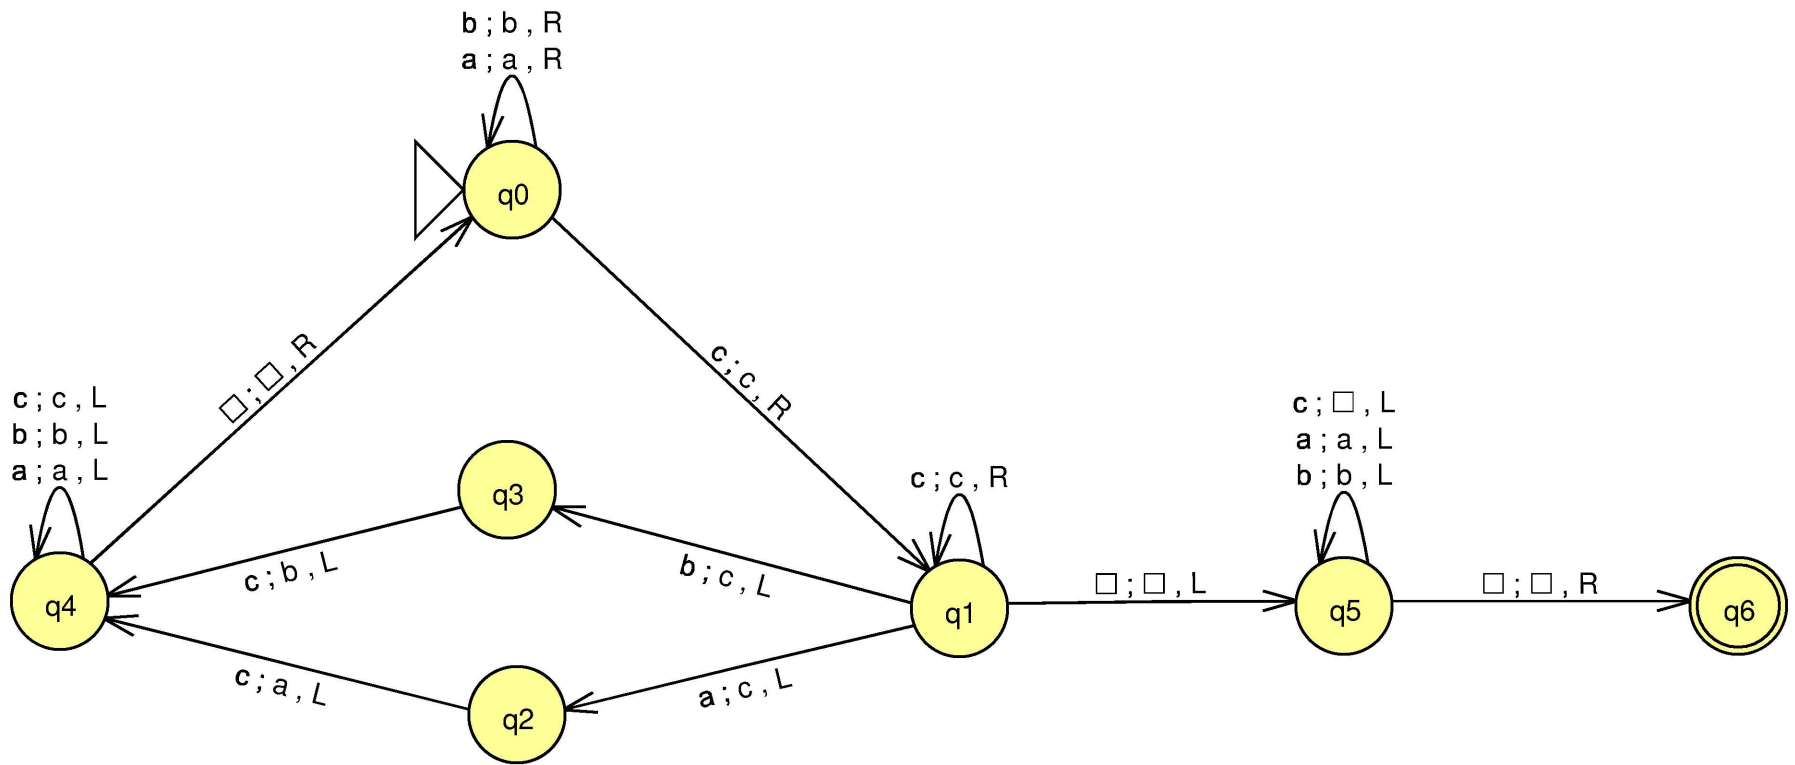 b ; b , R
a ; a , R
q0
□ ; □ , R
c ; c , R
c ; c , L
b ; b , L
a ; a , L
q4
q3
c ; b , L
b ; c , L
c ; c , R
q1
□ ; □ , L
c ; □ , L
a ; a , L
b ; b , L
q5
□ ; □ , R
q6
c ; a , L
a ; c , L
q2